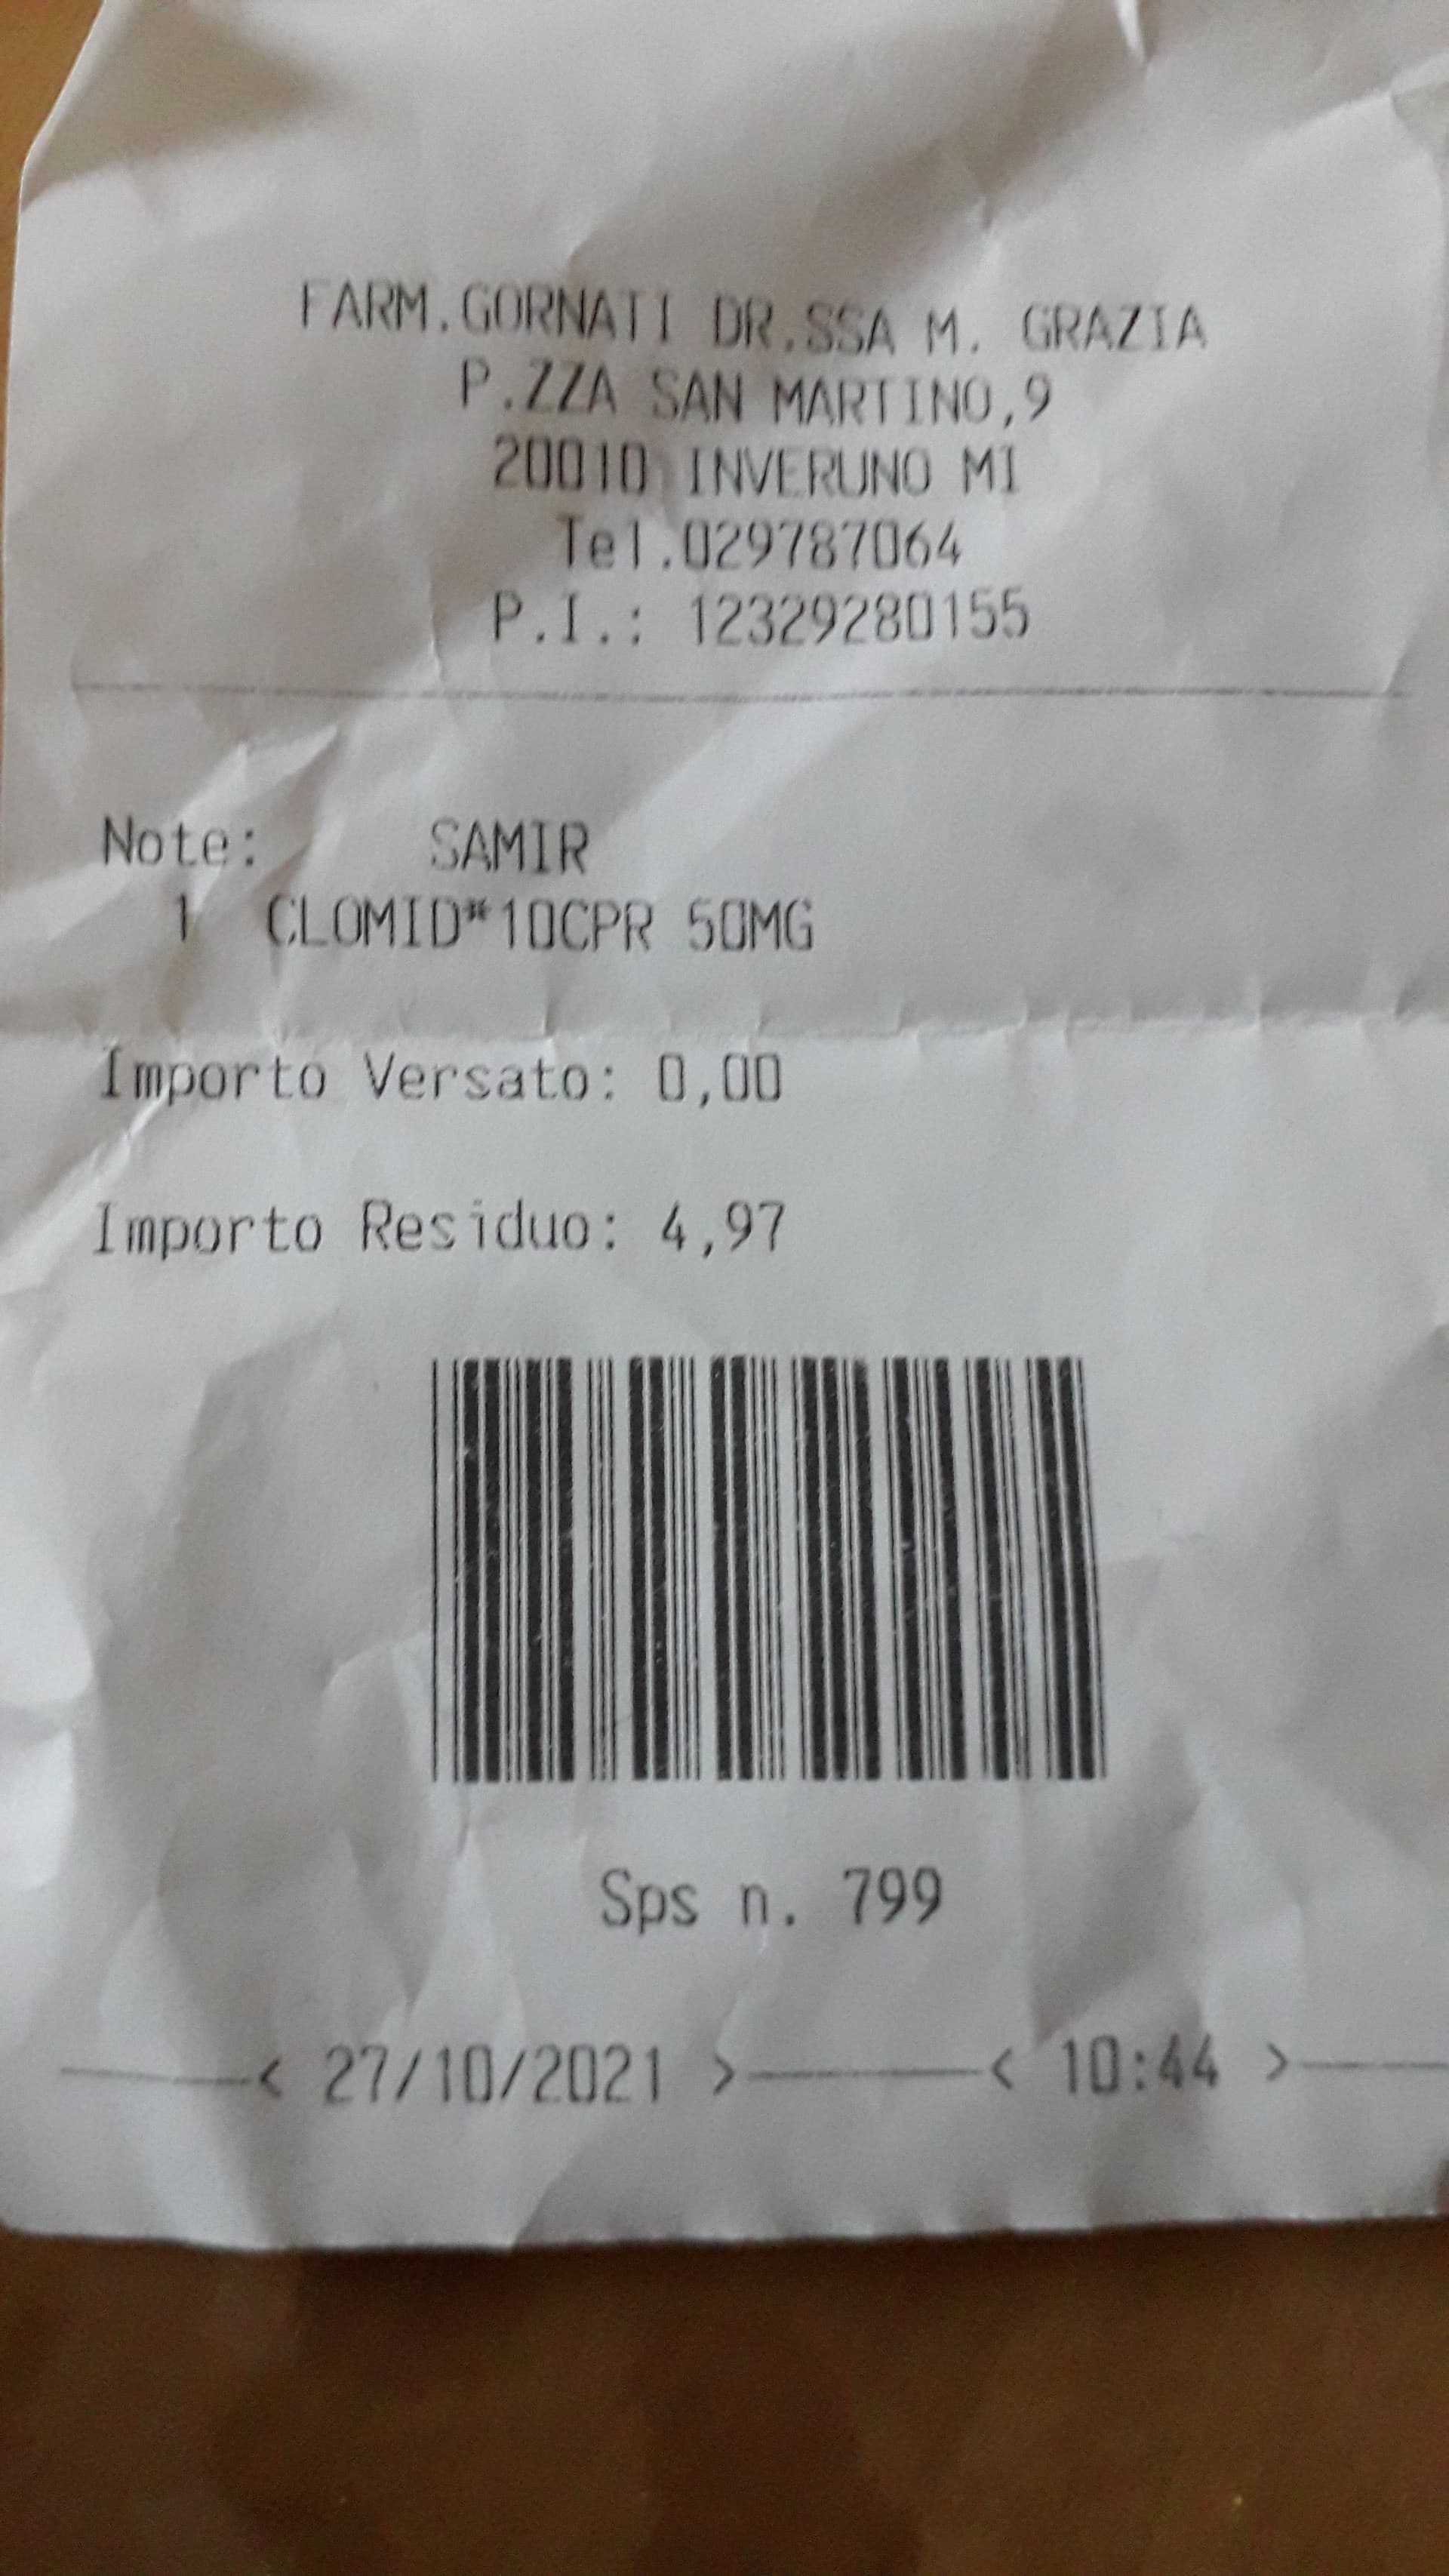 FARM.GORNATI DR.SSA M. GRAZIA
P.ZZA SAN MARTINO,9
20010 INVERUNO MI
Tel.029787064
P.I.: 12329280155
Note: SAMIR
1 CLOMID*10CPR 50MG
Importo Versato: 0,00
Importo Residuo: 4,97
Sps n. 799
< 27/10/2021 > < 10:44 >